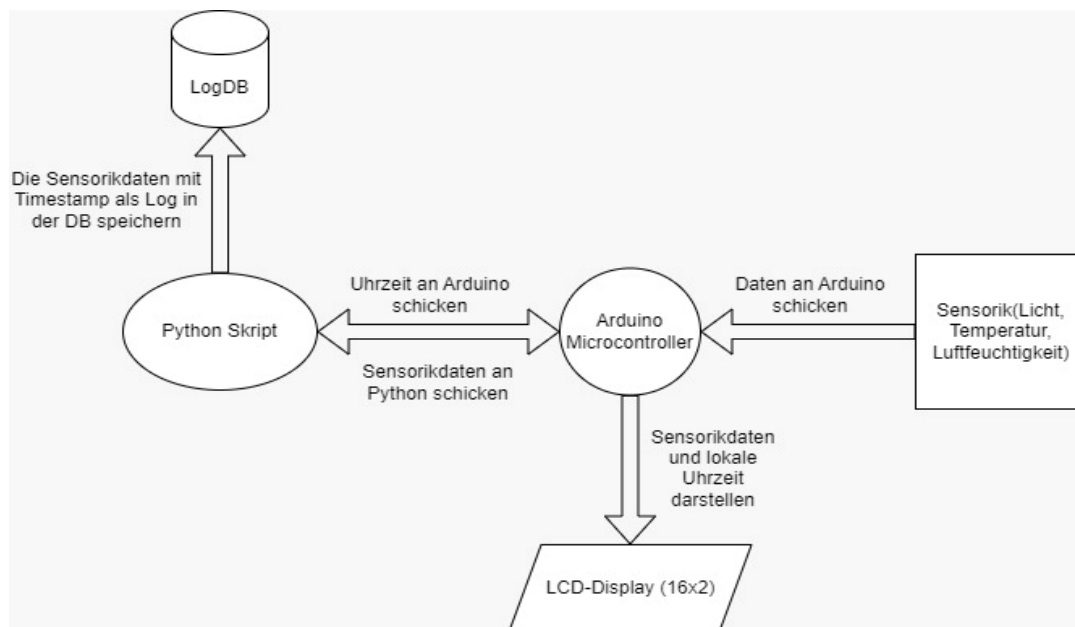 LogDB
Die Sensorikdaten mit
Timestamp als Log in
der DB speichern
Python Skript
Uhrzeit an Arduino
schicken
Sensorikdaten an
Python schicken
Arduino
Microcontroller
Daten an Arduino
schicken
Sensorik(Licht,
Temperatur,
Luftfeuchtigkeit)
Sensorikdaten
und lokale
Uhrzeit
darstellen
LCD-Display (16x2)